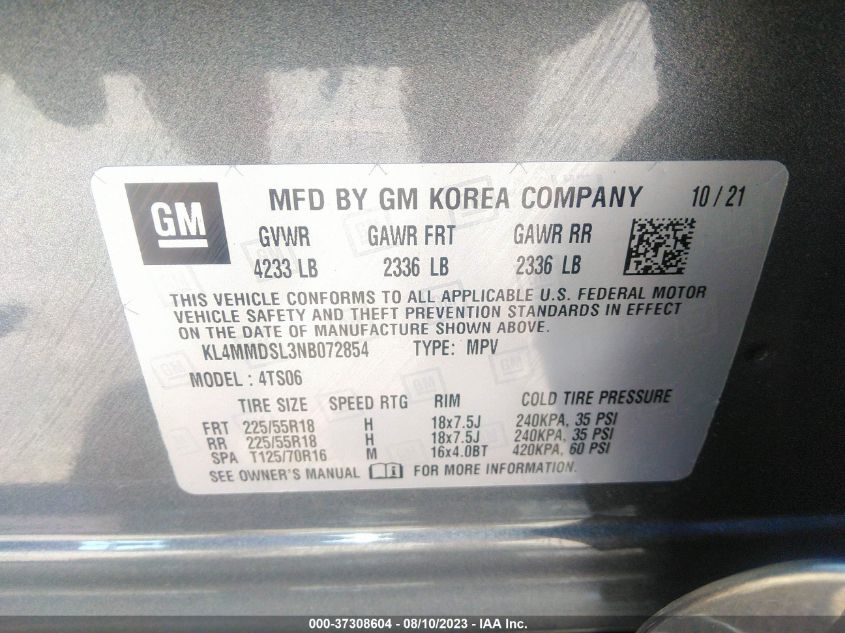 GM
MFD BY GM KOREA COMPANY 10/21
GVWR GAWR FRT GAWR RR
4233 LB 2336 LB 2336 LB
THIS VEHICLE CONFORMS TO ALL APPLICABLE U.S. FEDERAL MOTOR
VEHICLE SAFETY AND THEFT PREVENTION STANDARDS IN EFFECT
ON THE DATE OF MANUFACTURE SHOWN ABOVE.
KL4MMDSL3NB072854 TYPE: MPV
MODEL : 4TS06
TIRE SIZE SPEED RTG RIM COLD TIRE PRESSURE
FRT 225/55R18 H 18x7.5J 240KPA, 35 PSI
RR 225/55R18 H 18x7.5J 240KPA, 35 PSI
SPA T125/70R16 M 16x4.0BT 420KPA, 60 PSI
SEE OWNER'S MANUAL FOR MORE INFORMATION.
000-37308604 - 08/10/2023 - IAA Inc.